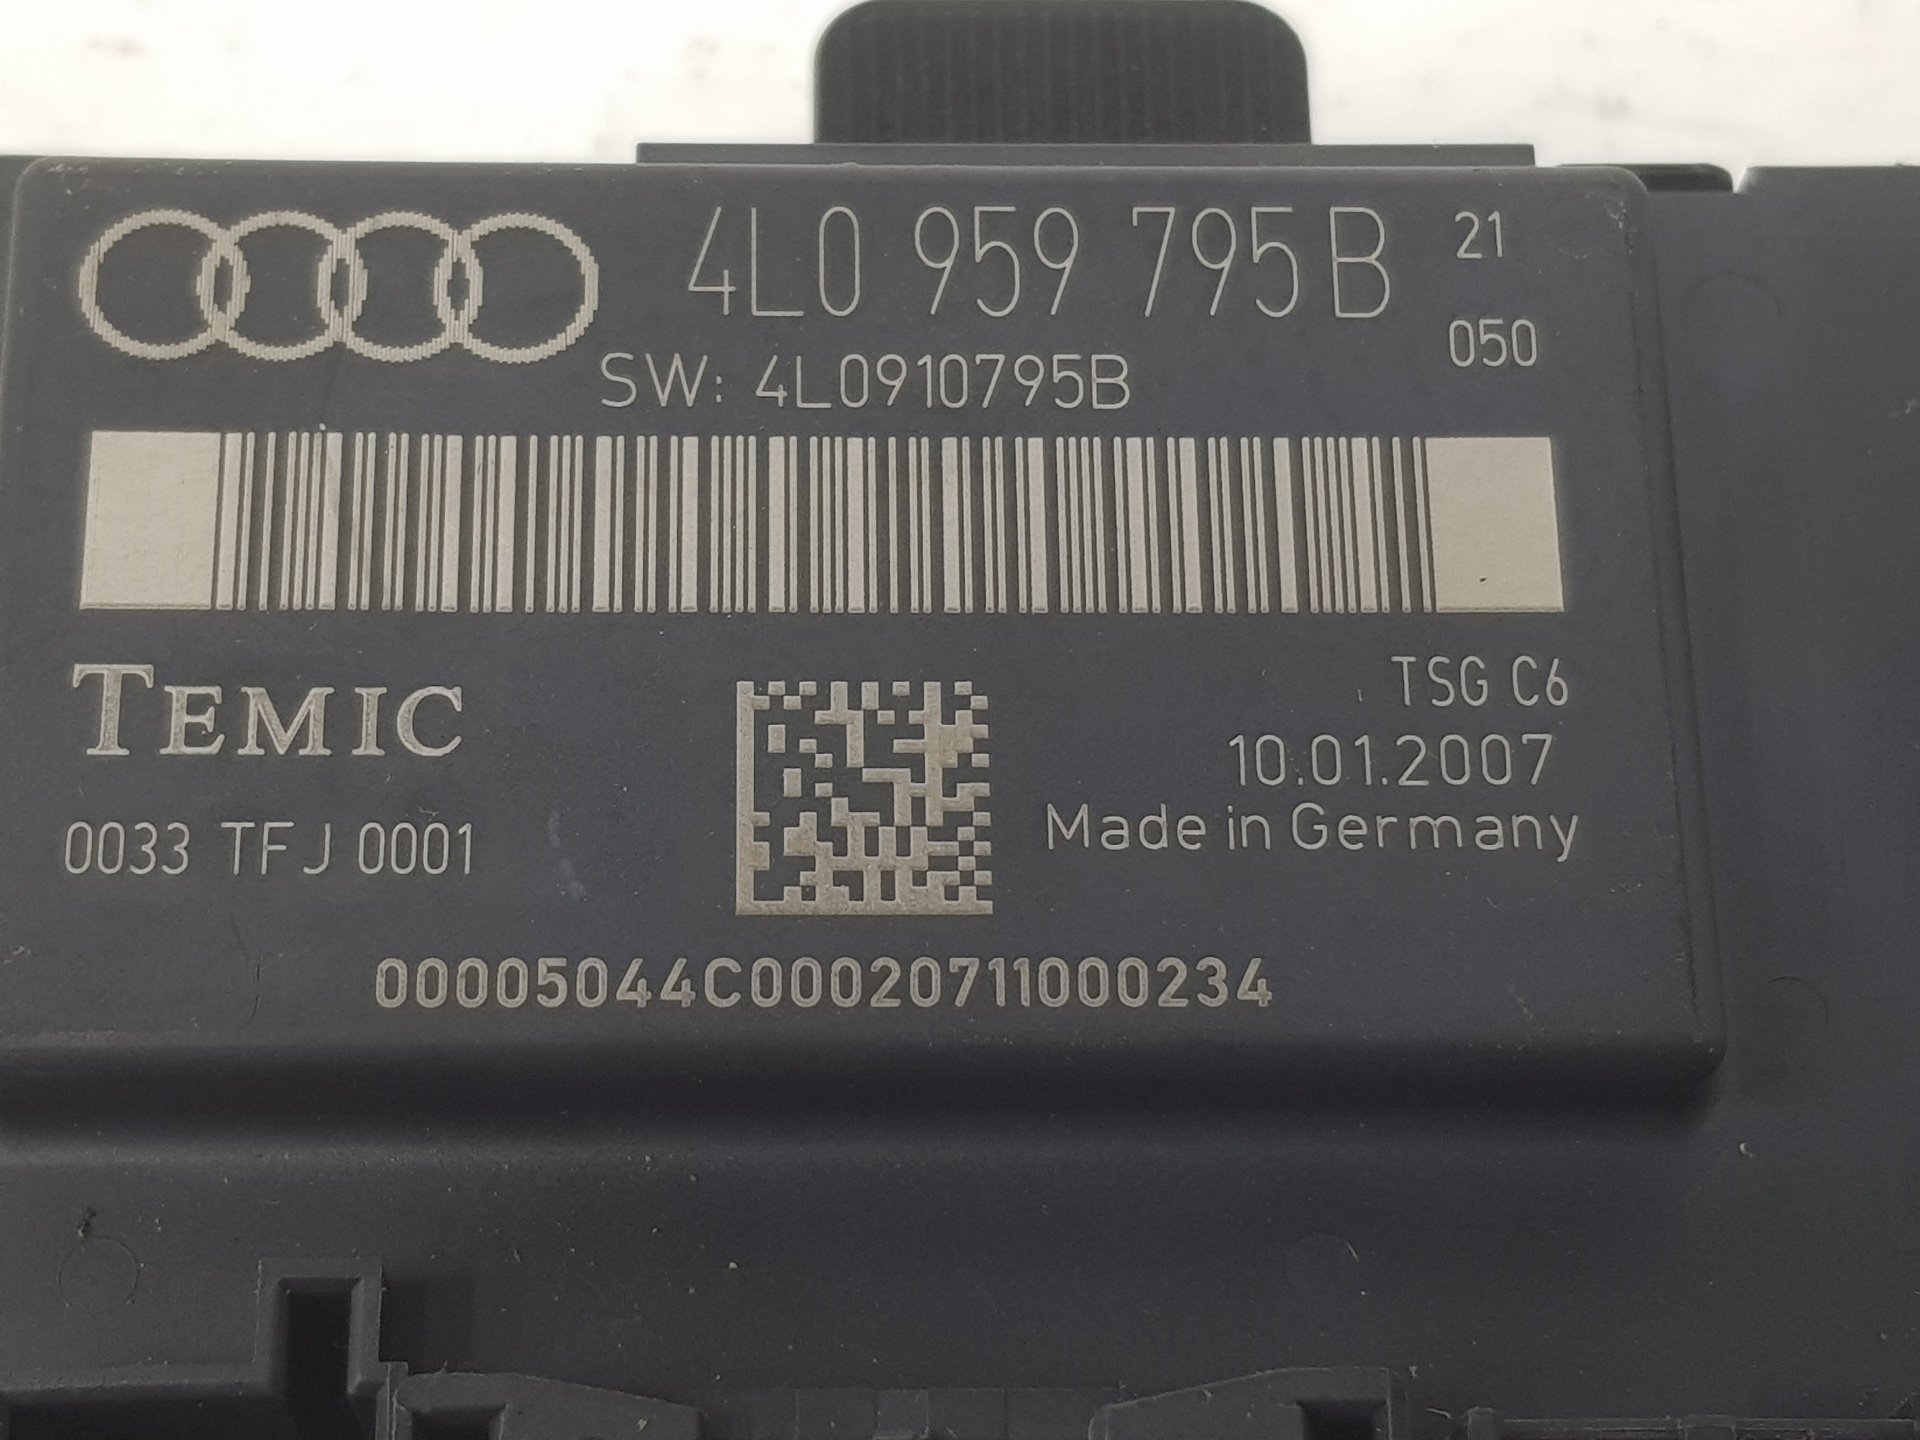 4L0 959 795 B 21
050
SW: 4L0910795B
TEMIC
TSG C6
10.01.2007
Made in Germany
0033 TFJ 0001
00005044C00020711000234